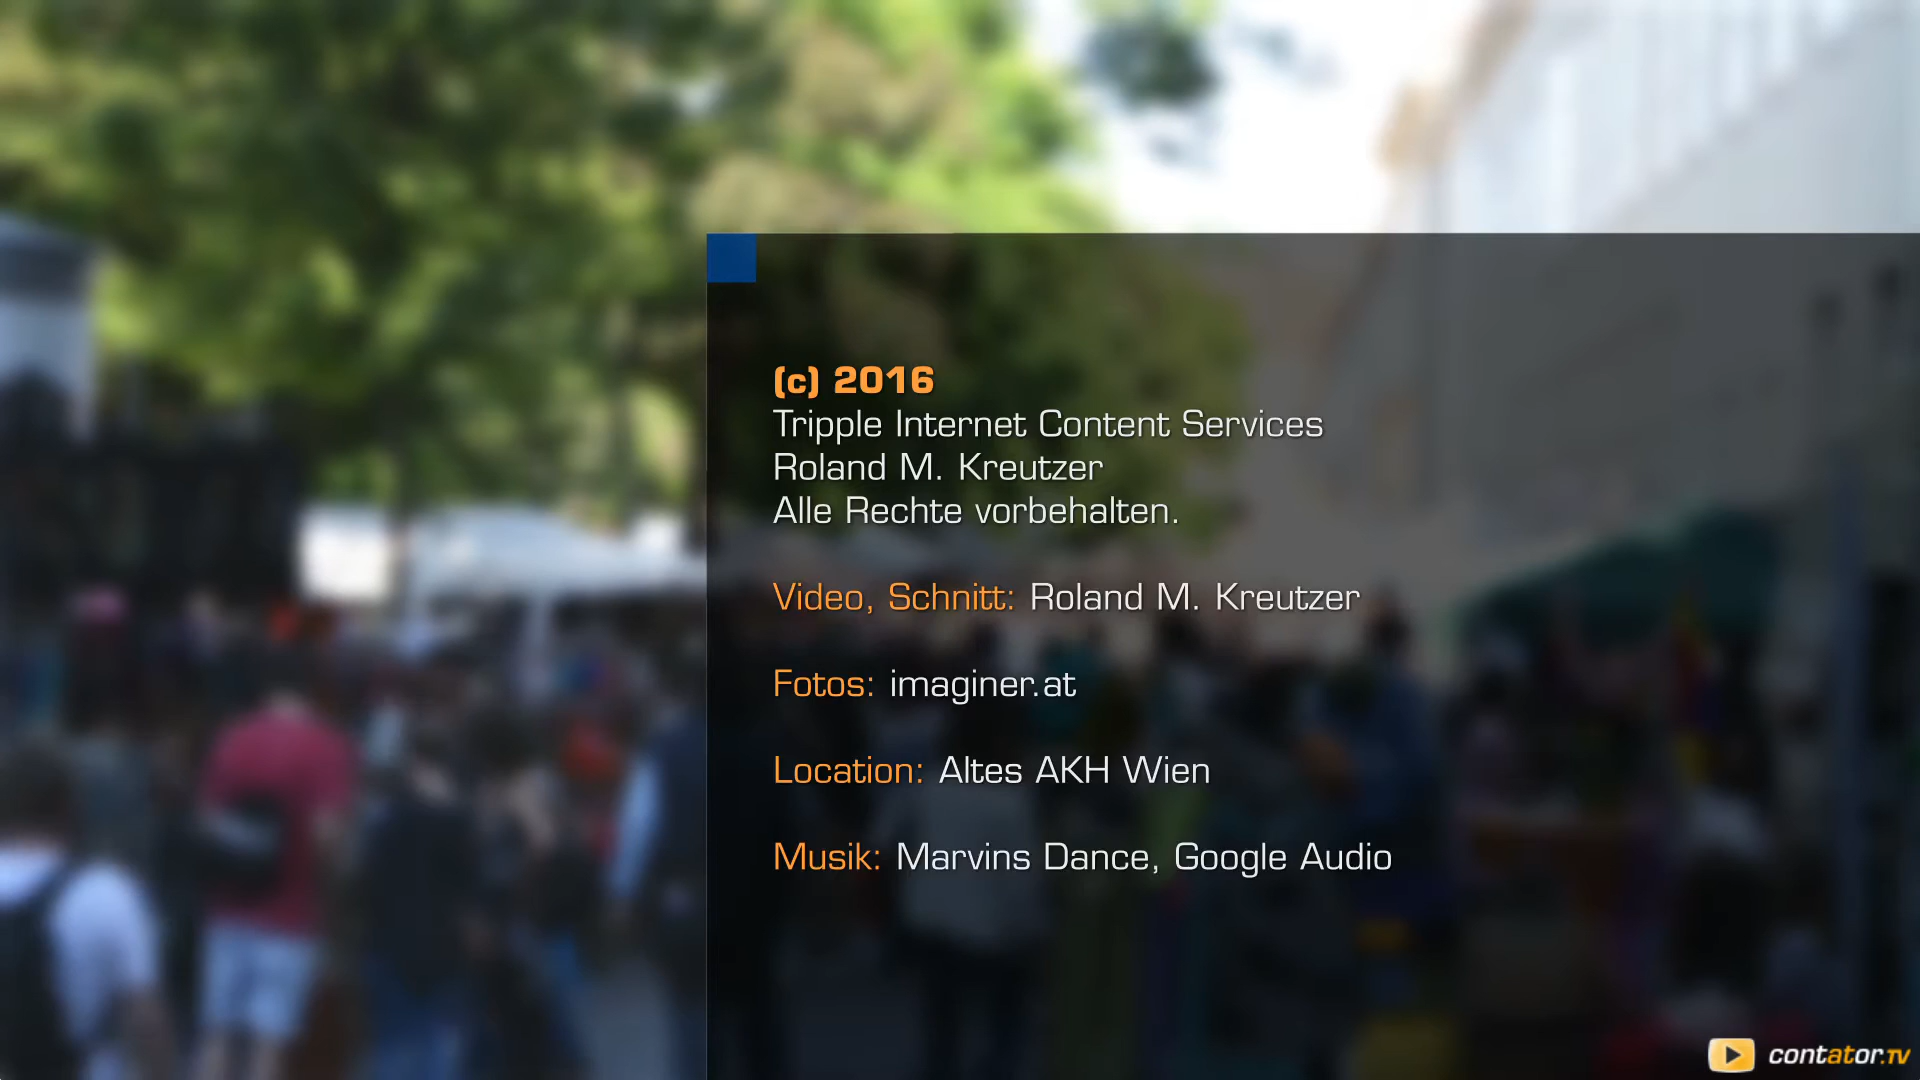 (c) 2016
Tripple Internet Content Services
Roland M. Kreutzer
Alle Rechte vorbehalten.
Video, Schnitt: Roland M. Kreutzer
Fotos: imaginer.at
Location: Altes AKH Wien
Musik: Marvins Dance, Google Audio
contator.TV